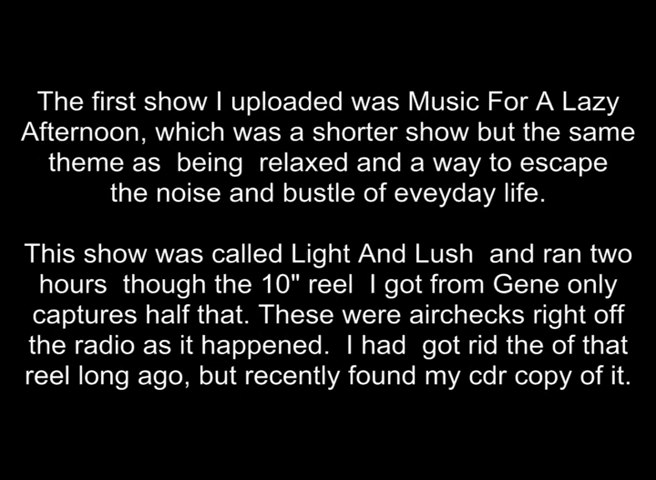 The first show I uploaded was Music For A Lazy
Afternoon, which was a shorter show but the same
theme as  being  relaxed and a way to escape
the noise and bustle of eveyday life.
This show was called Light And Lush  and ran two
hours  though the 10" reel  I got from Gene only
captures half that. These were airchecks right off
the radio as it happened.  I had  got rid the of that
reel long ago, but recently found my cdr copy of it.